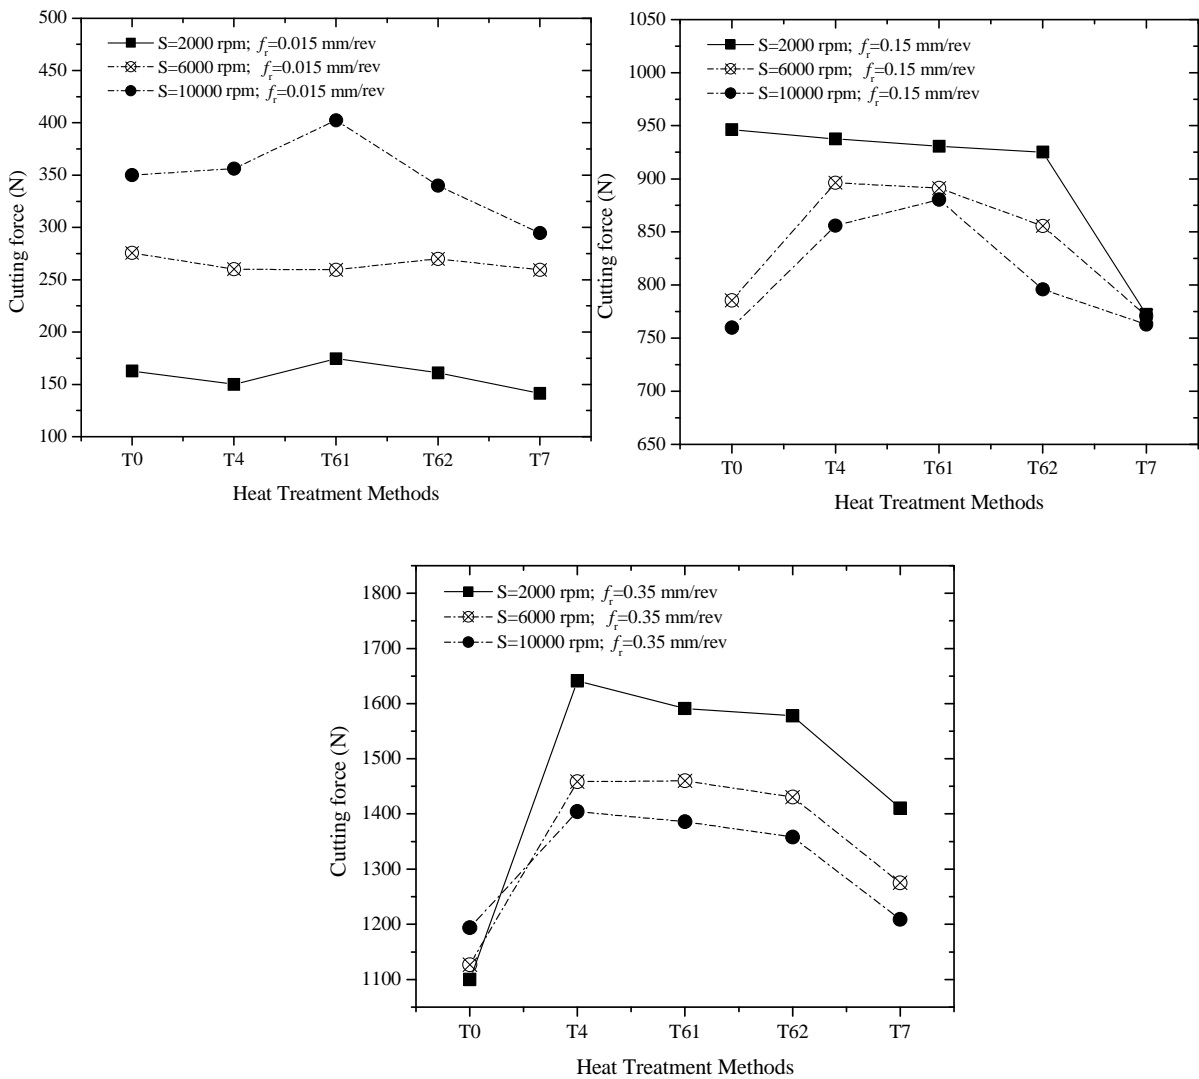 500
450
400
350
300
250
200
150
100
Cutting force (N)
S=2000 rpm; fr=0.015 mm/rev
S=6000 rpm; fr=0.015 mm/rev
S=10000 rpm; fr=0.015 mm/rev
T0 T4 T61 T62 T7
Heat Treatment Methods
1050
1000
950
900
850
800
750
700
650
Cutting force (N)
S=2000 rpm; fr=0.15 mm/rev
S=6000 rpm; fr=0.15 mm/rev
S=10000 rpm; fr=0.15 mm/rev
T0 T4 T61 T62 T7
Heat Treatment Methods
1800
1700
1600
1500
1400
1300
1200
1100
Cutting force (N)
S=2000 rpm; fr=0.35 mm/rev
S=6000 rpm; fr=0.35 mm/rev
S=10000 rpm; fr=0.35 mm/rev
T0 T4 T61 T62 T7
Heat Treatment Methods